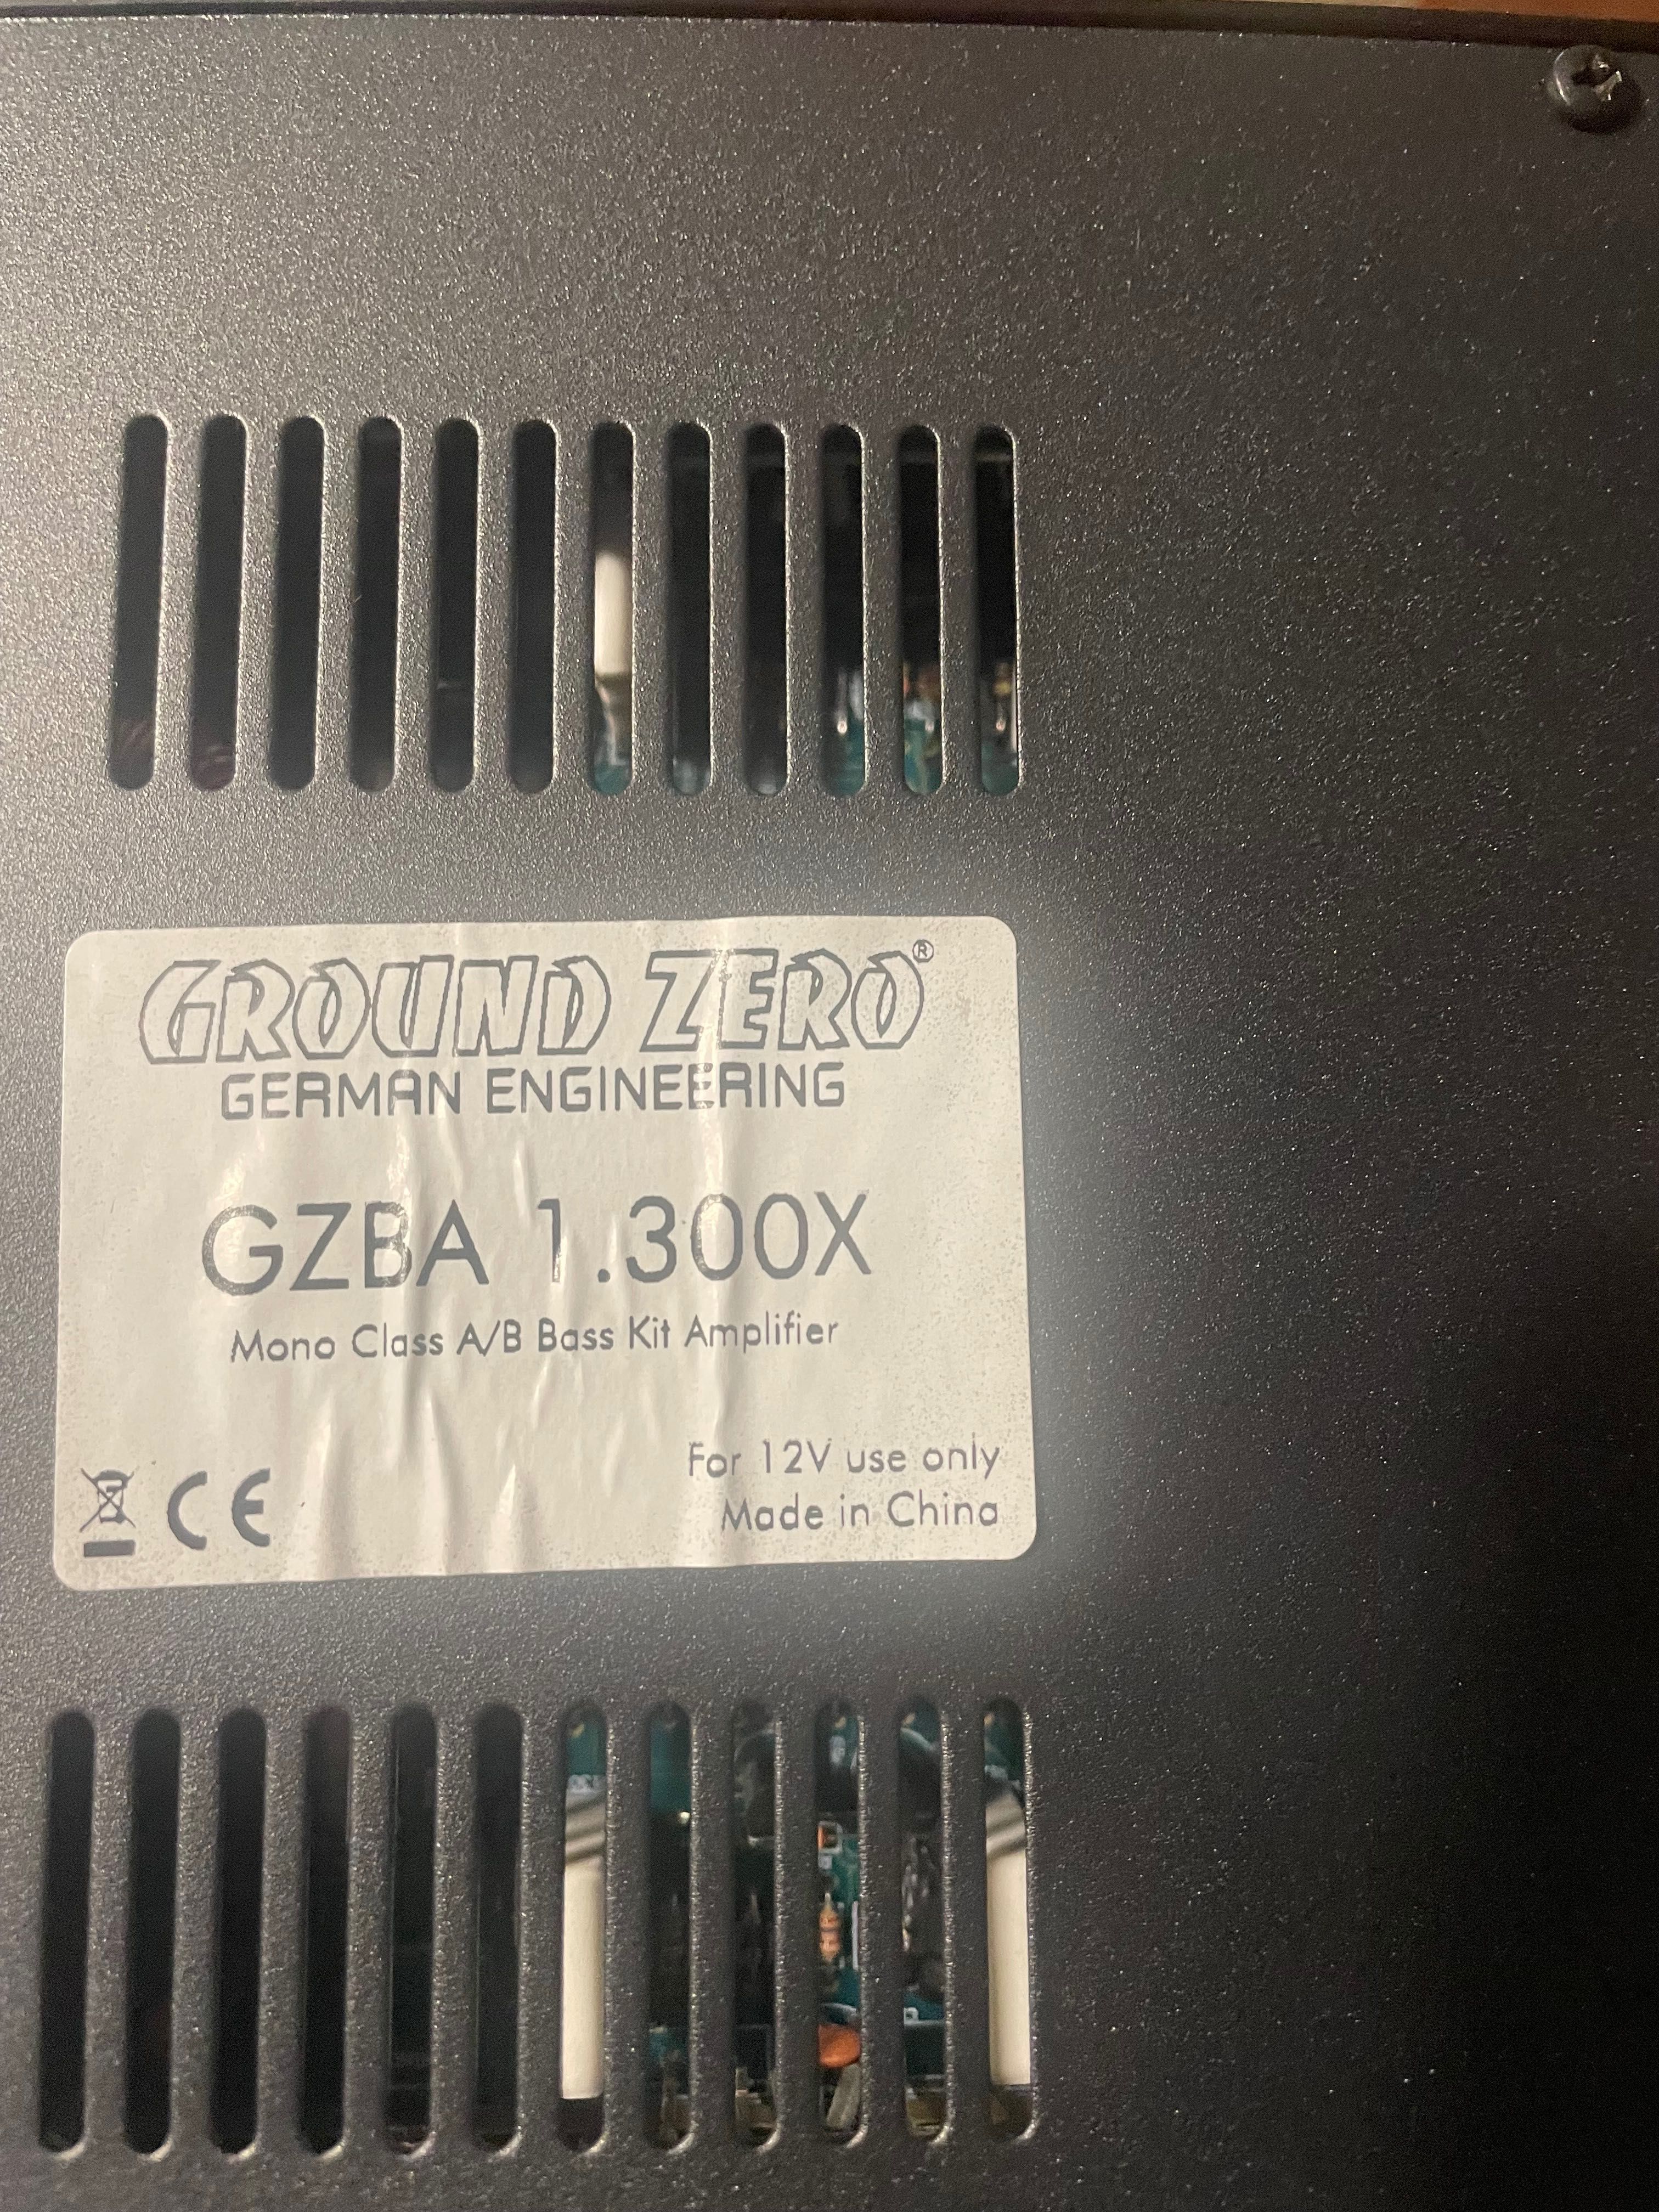 GROUND ZERO®
GERMAN ENGINEERING
GZBA 1.300X
Mono Class A/B Bass Kit Amplifier
For 12V use only
CE Made in China